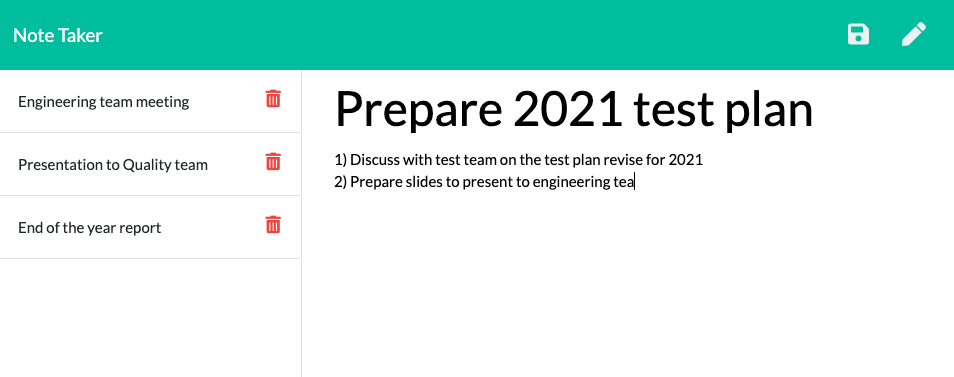 Note Taker
Engineering team meeting
Presentation to Quality team
End of the year report
Prepare 2021 test plan
1) Discuss with test team on the test plan revise for 2021
2) Prepare slides to present to engineering tea